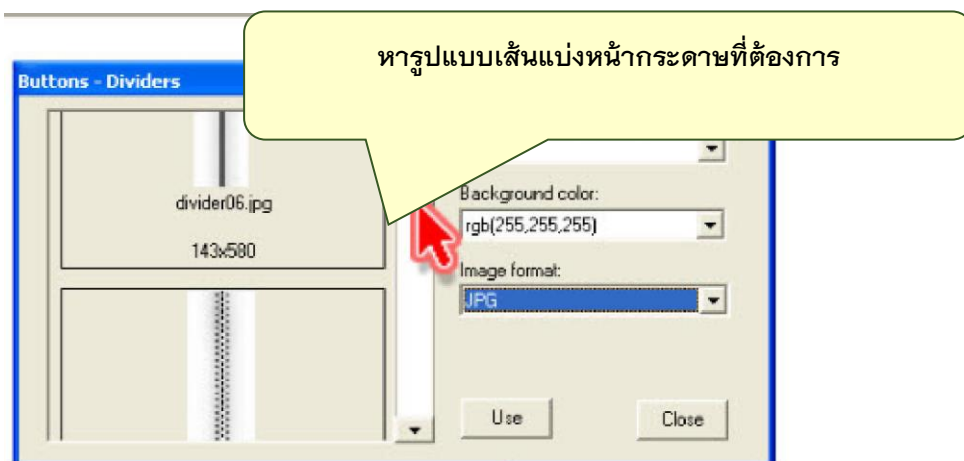 หารูปแบบเส้นแบ่งหน้ากระดาษที่ต้องการ
Buttons - Dividers
divider06.jpg
143x580
Background color:
rgb(255,255,255)
Image format:
JPG
Use
Close